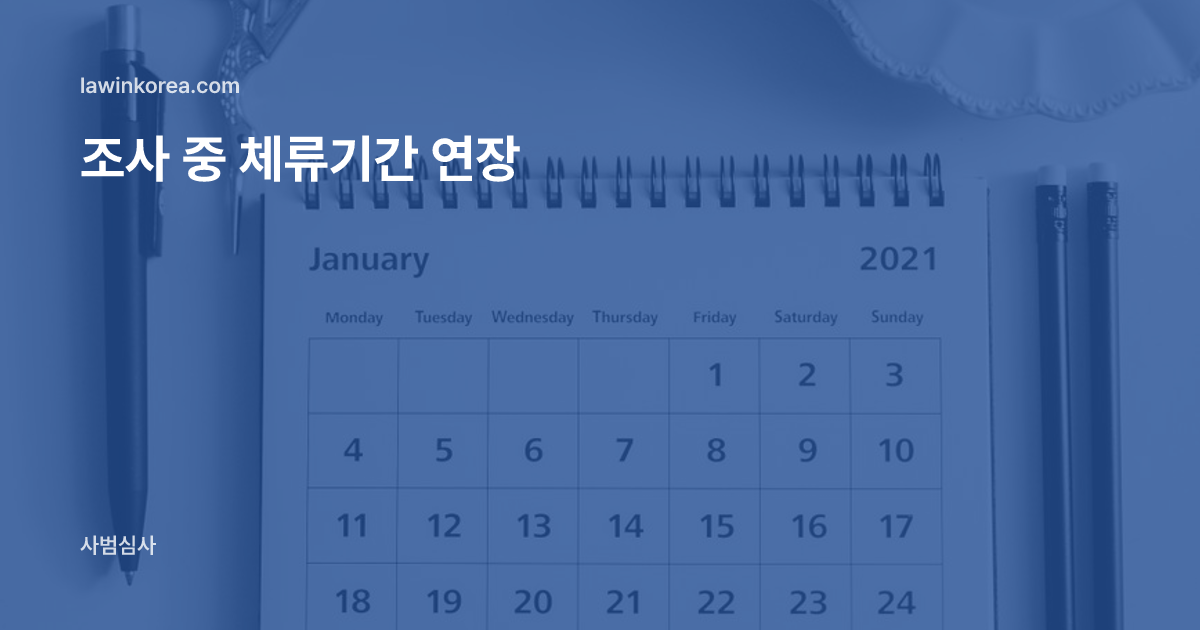 lawinkorea.com
조사 중 체류기간 연장
January 2021
Monday Tuesday Wednesday Thursday Friday Saturday Sunday
1 2 3
4 5 6 7 8 9 10
11 12 13 14 15 16 17
사범심사
18 19 20 21 22 23 24